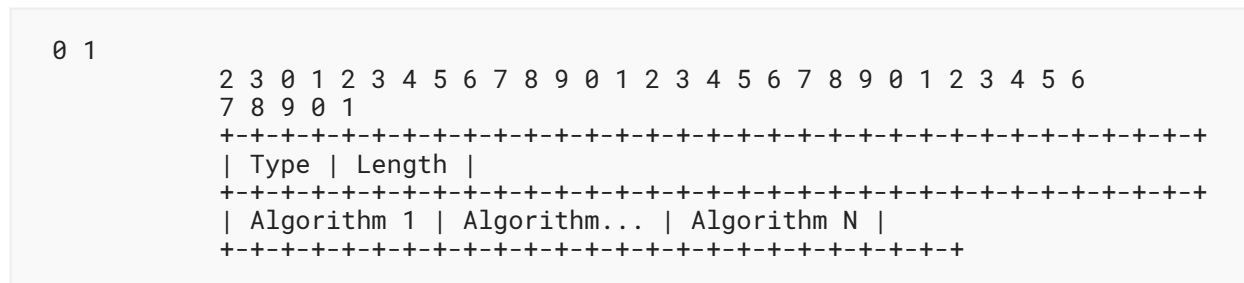 0 1
2 3 0 1 2 3 4 5 6 7 8 9 0 1 2 3 4 5 6 7 8 9 0 1 2 3 4 5 6
7 8 9 0 1
+-+-+-+-+-+-+-+-+-+-+-+-+-+-+-+-+-+-+-+-+-+-+-+-+-+-+-+-+-+-+-+-+
| Type | Length |
+-+-+-+-+-+-+-+-+-+-+-+-+-+-+-+-+-+-+-+-+-+-+-+-+-+-+-+-+-+-+-+-+
| Algorithm 1 | Algorithm... | Algorithm N |
+-+-+-+-+-+-+-+-+-+-+-+-+-+-+-+-+-+-+-+-+-+-+-+-+